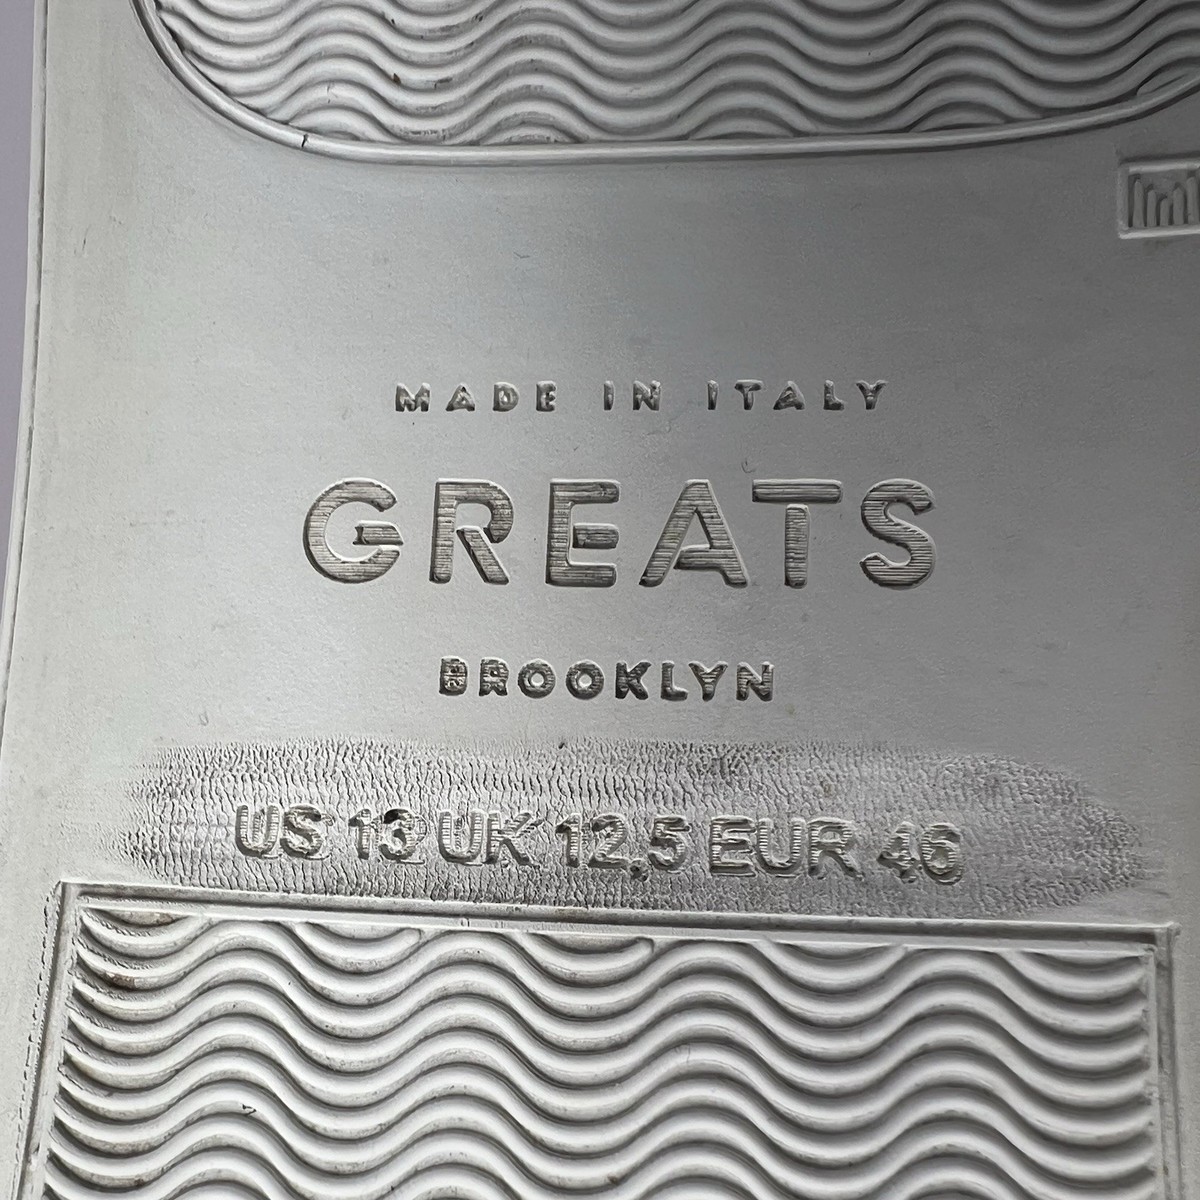 MADE IN ITALY
GREATS
BROOKLYN
US 13 UK 12,5 EUR 46